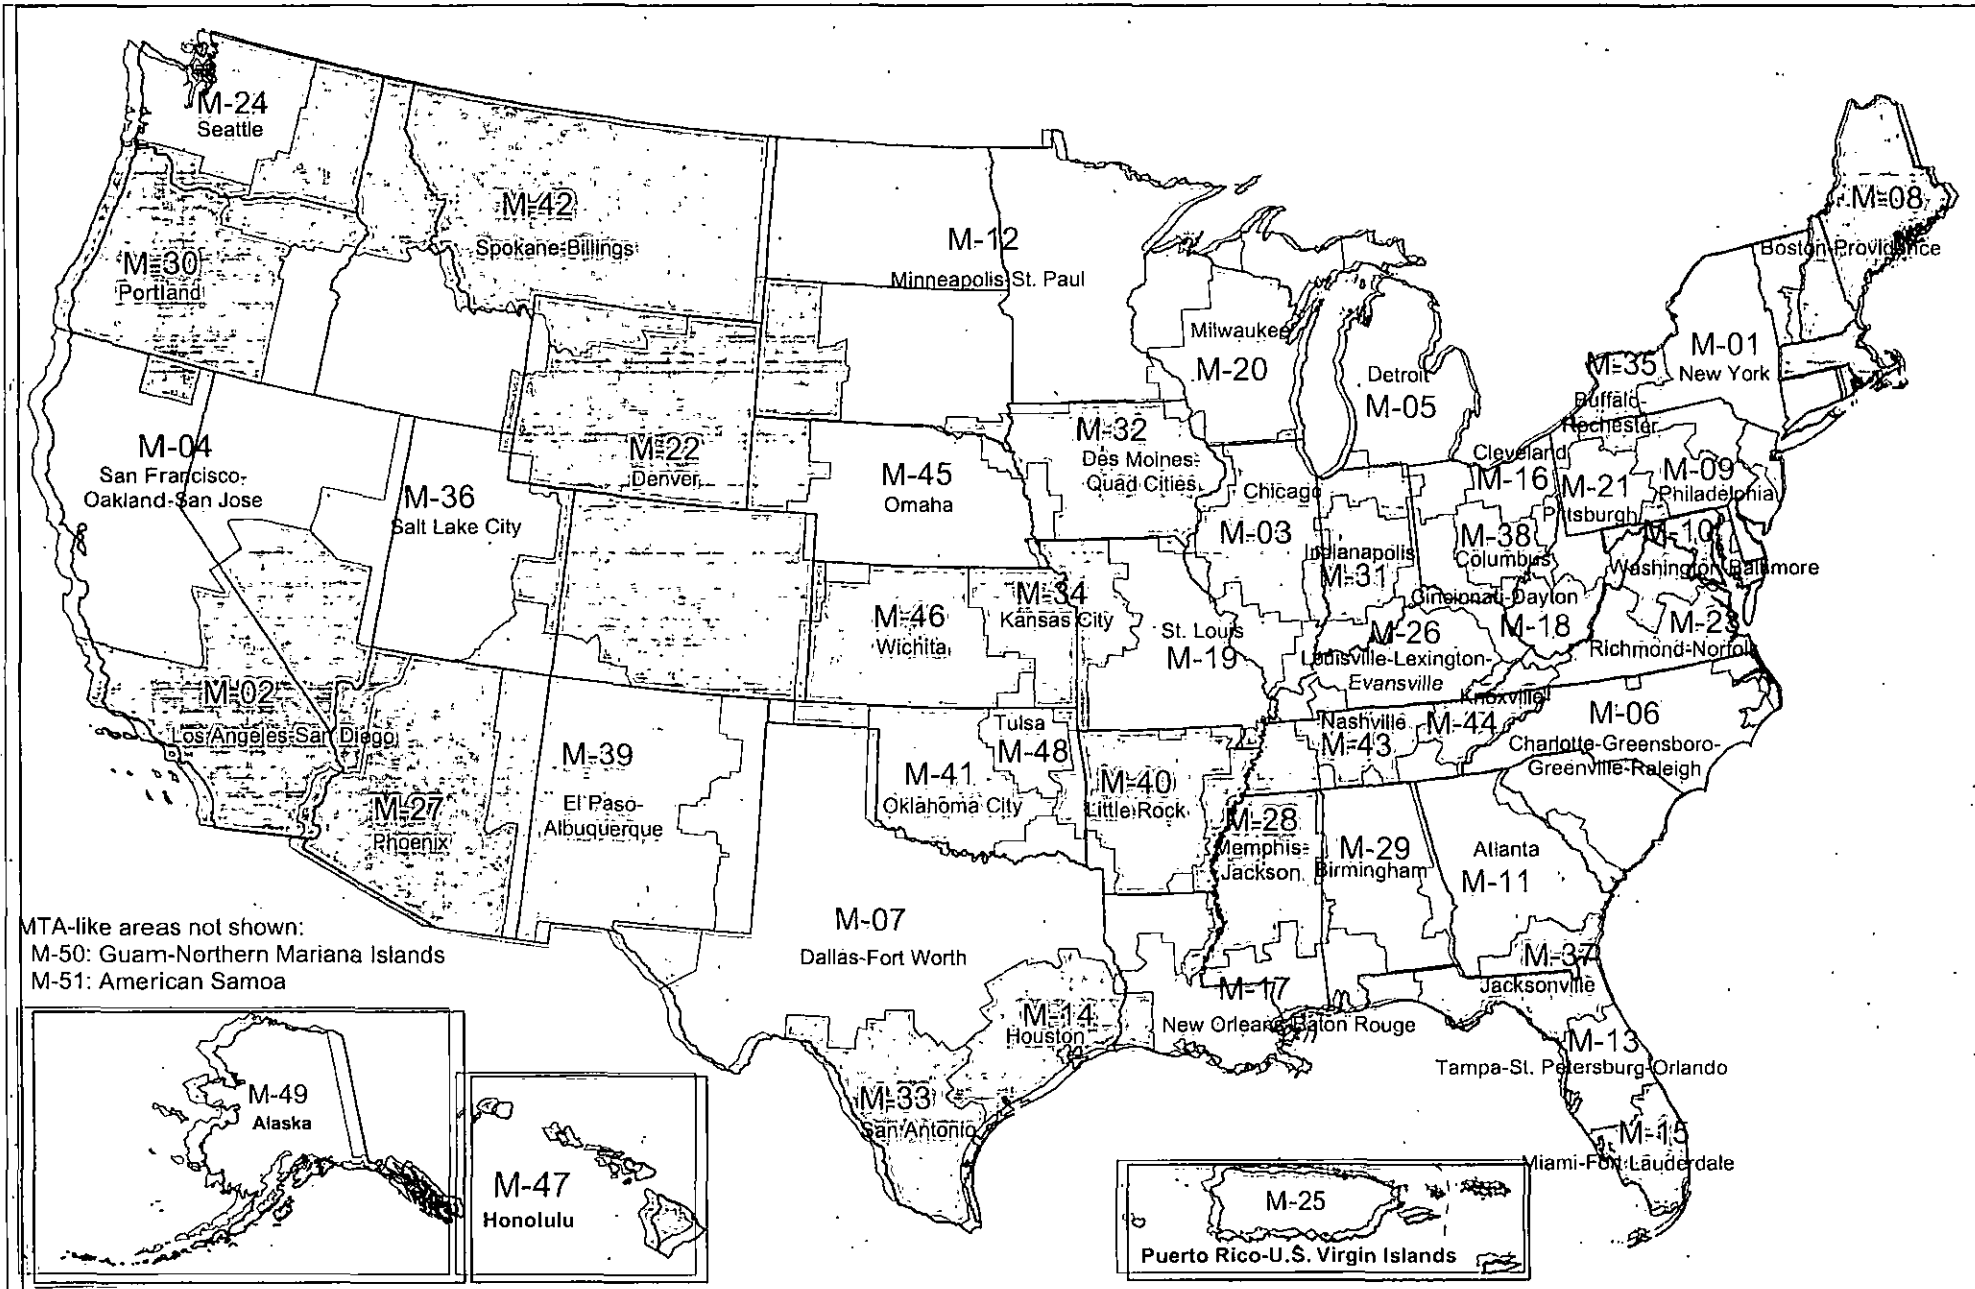 M-24
Seattle
M-42
Spokane-Billings
M-30
Portland
M-12
Minneapolis-St. Paul
M-08
Boston-Providence
Milwaukee
M-20
Detroit
M-05
M-35
Buffalo-
Rochester
M-01
New York
M-04
San Francisco-
Oakland-San Jose
M-36
Salt Lake City
M-22
Denver
M-45
Omaha
M-32
Des Moines-
Quad Cities
Chicago
M-03
Cleveland
M-16
M-21
Pittsburgh
M-09
Philadelphia
M-38
Columbus
M-10
Washington-Baltimore
Indianapolis
M-31
Cincinnati-Dayton
M-18
M-46
Wichita
M-34
Kansas City
St. Louis
M-19
M-26
Louisville-Lexington-
Evansville
M-23
Richmond-Norfolk
M-02
Los Angeles-San Diego
M-27
Phoenix
M-39
El Paso-
Albuquerque
M-41
Oklahoma City
Tulsa
M-48
M-40
Little Rock
Nashville
M-43
Knoxville
M-44
M-06
Charlotte-Greensboro-
Greenville-Raleigh
M-28
Memphis-
Jackson
M-29
Birmingham
Atlanta
M-11
M-07
Dallas-Fort Worth
M-14
Houston
M-33
San Antonio
M-17
New Orleans-Baton Rouge
M-37
Jacksonville
M-13
Tampa-St. Petersburg-Orlando
M-15
Miami-Fort Lauderdale
MTA-like areas not shown:
M-50: Guam-Northern Mariana Islands
M-51: American Samoa
M-49
Alaska
M-47
Honolulu
M-25
Puerto Rico-U.S. Virgin Islands